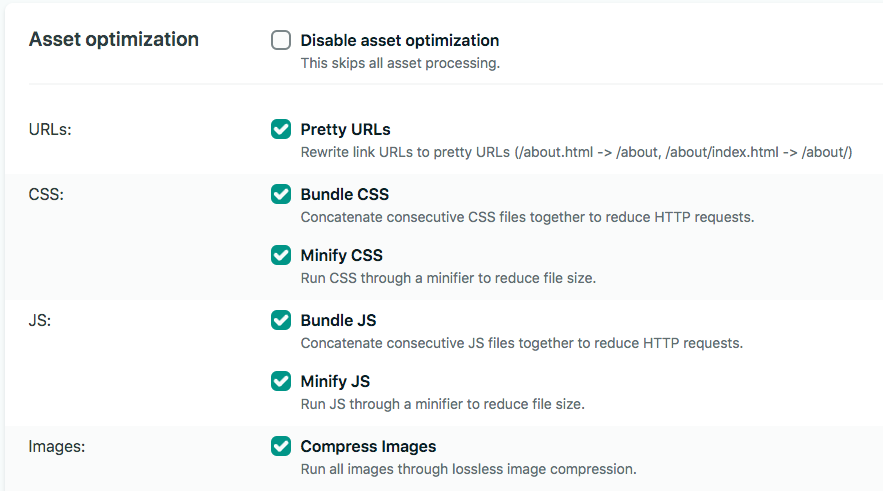 Asset optimization
Disable asset optimization
This skips all asset processing.
URLs:
Pretty URLs
Rewrite link URLs to pretty URLs (/about.html -> /about, /about/index.html -> /about/)
CSS:
Bundle CSS
Concatenate consecutive CSS files together to reduce HTTP requests.
Minify CSS
Run CSS through a minifier to reduce file size.
JS:
Bundle JS
Concatenate consecutive JS files together to reduce HTTP requests.
Minify JS
Run JS through a minifier to reduce file size.
Images:
Compress Images
Run all images through lossless image compression.